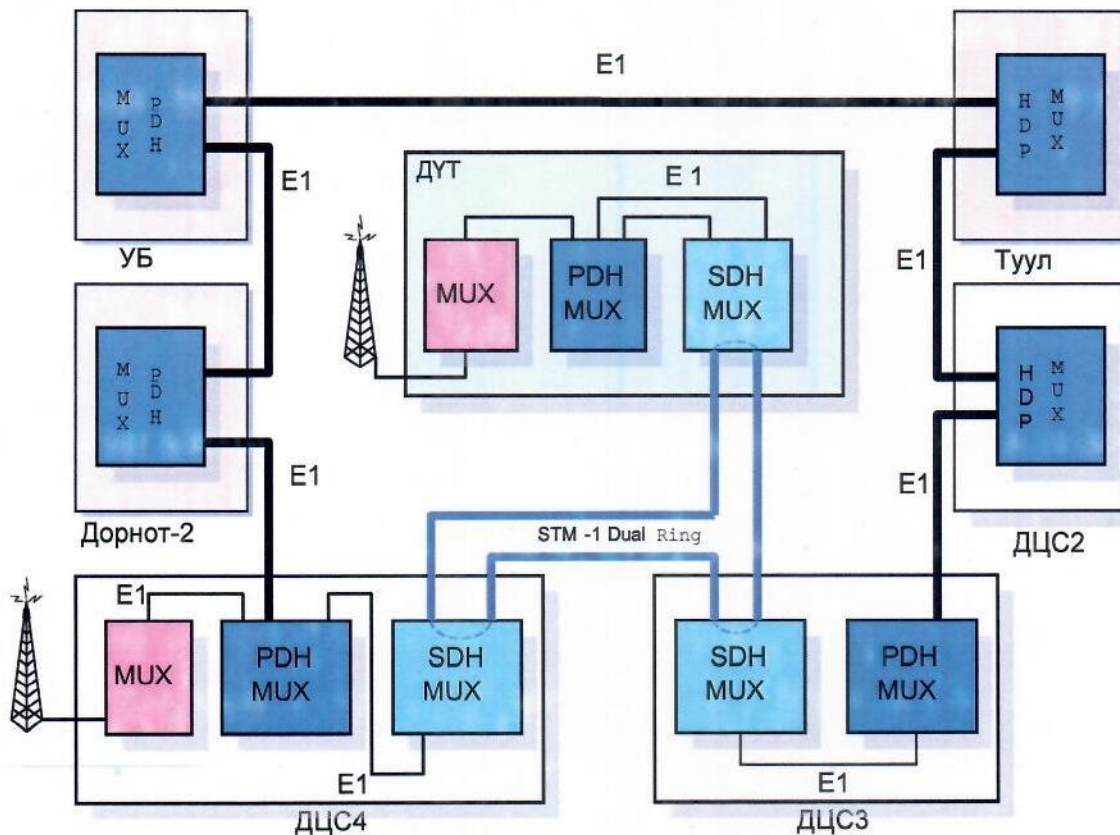 E1
M U X
P D H
H D P
M U X
УБ
E1
Туул
E1
ДҮТ
E 1
MUX
PDH
MUX
SDH
MUX
M U X
P D H
H D P
M U X
Дорнот-2
E1
ДЦС2
E1
STM -1 Dual Ring
E1
MUX
PDH
MUX
SDH
MUX
E1
ДЦС4
SDH
MUX
PDH
MUX
E1
ДЦС3